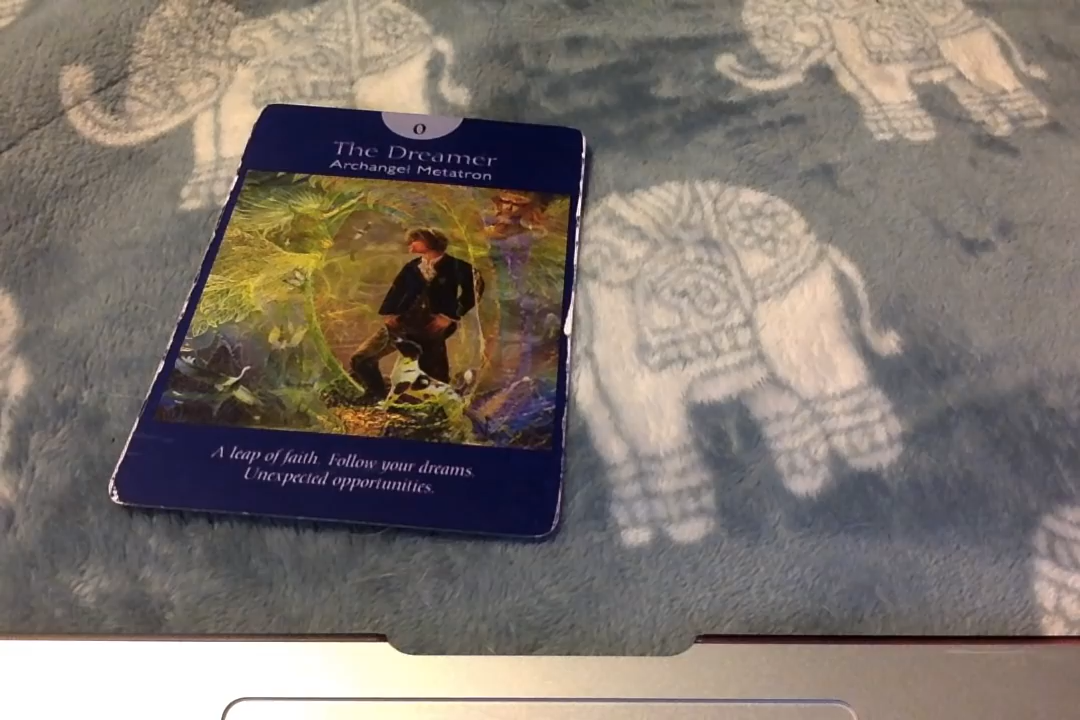 0
The Dreamer
Archangel Metatron
A leap of faith. Follow your dreams.
Unexpected opportunities.